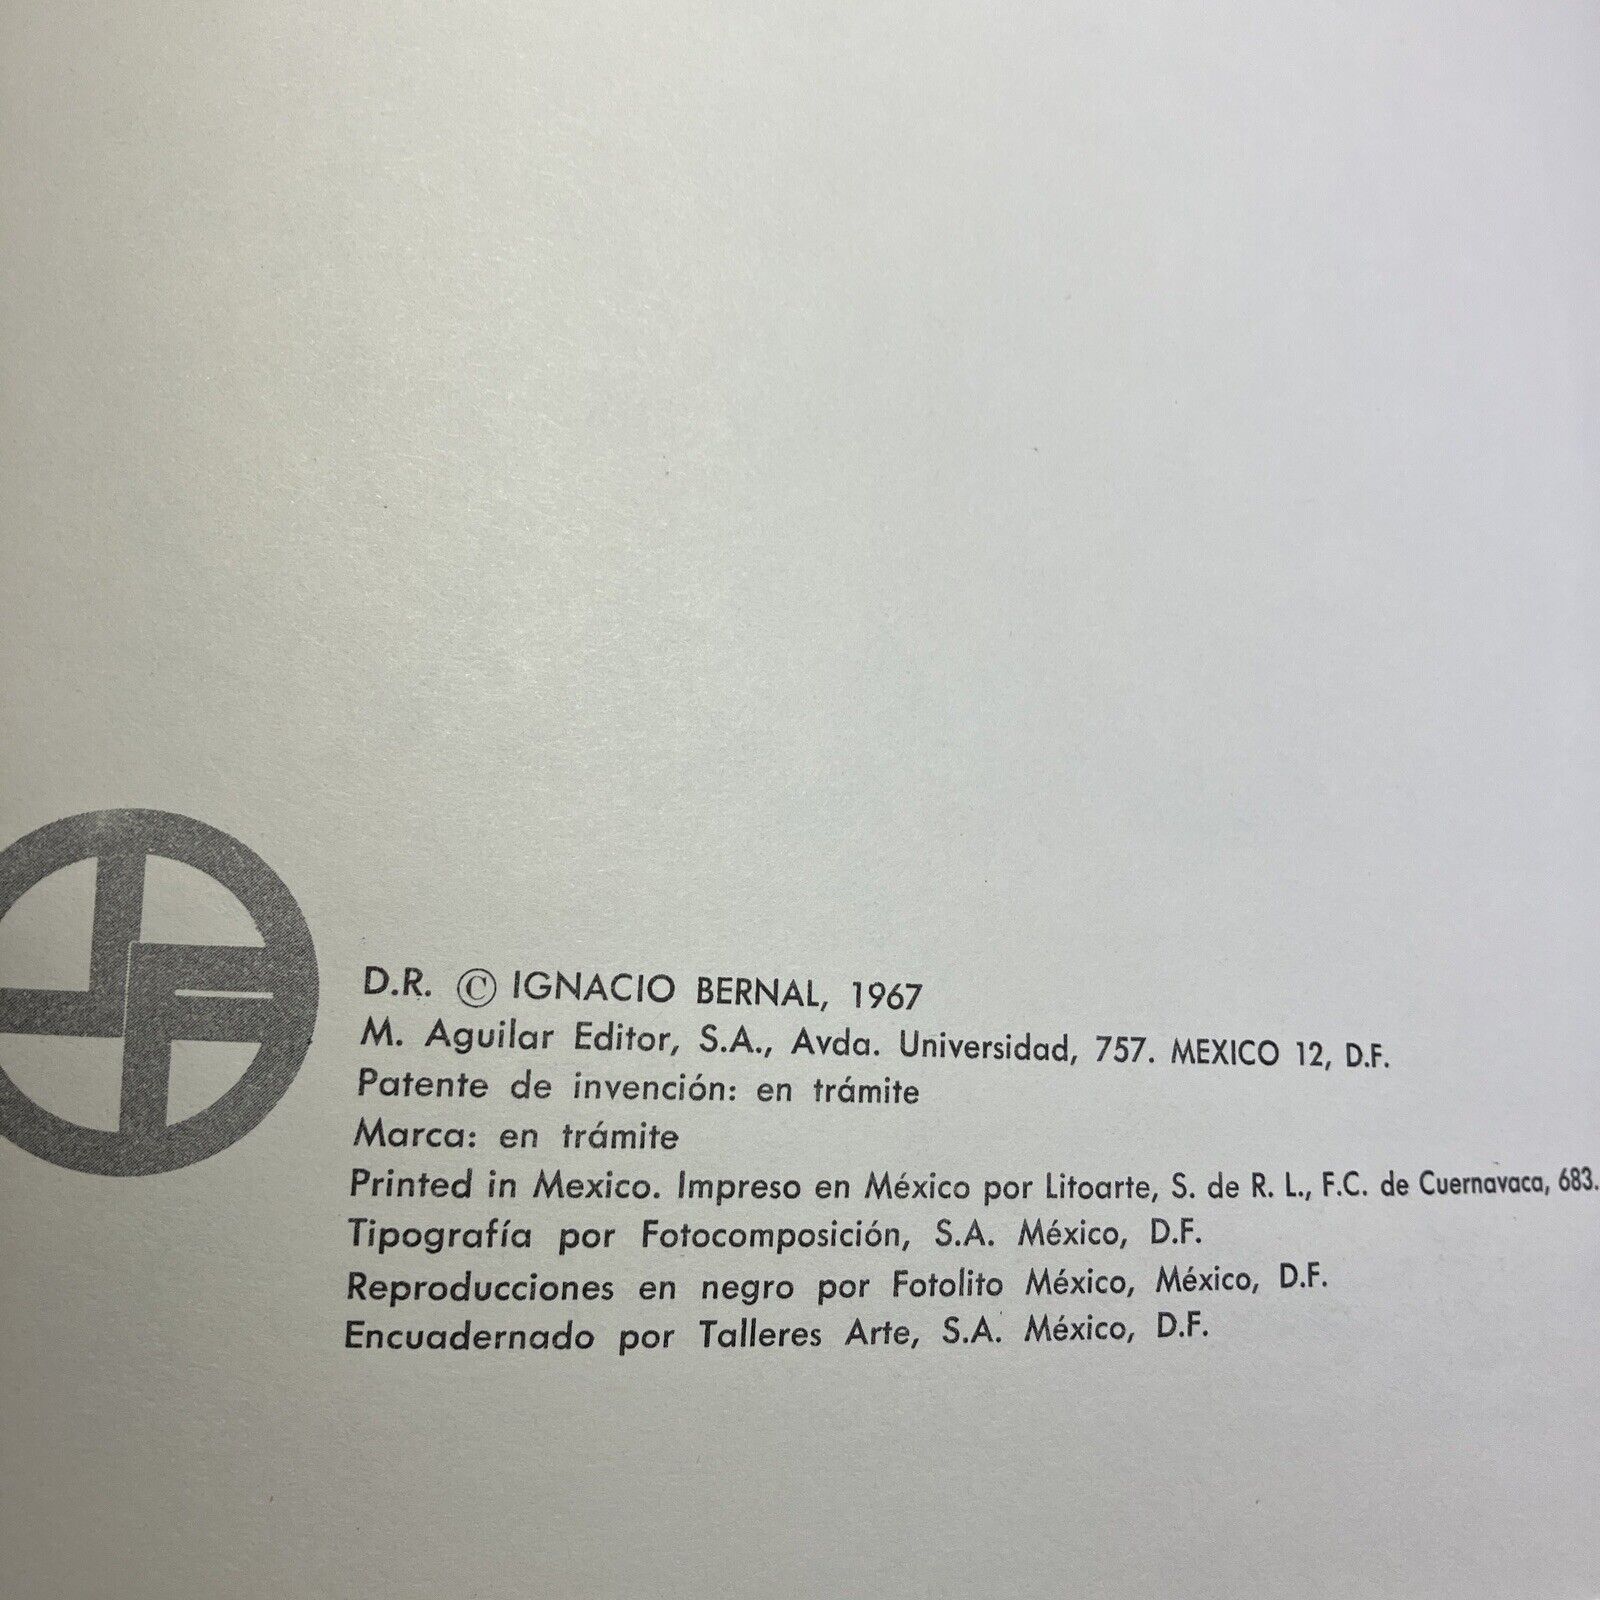 D.R. © IGNACIO BERNAL, 1967
M. Aguilar Editor, S.A., Avda. Universidad, 757. MEXICO 12, D.F.
Patente de invención: en trámite
Marca: en trámite
Printed in Mexico. Impreso en México por Litoarte, S. de R. L., F.C. de Cuernavaca, 683.
Tipografía por Fotocomposición, S.A. México, D.F.
Reproducciones en negro por Fotolito México, México, D.F.
Encuadernado por Talleres Arte, S.A. México, D.F.